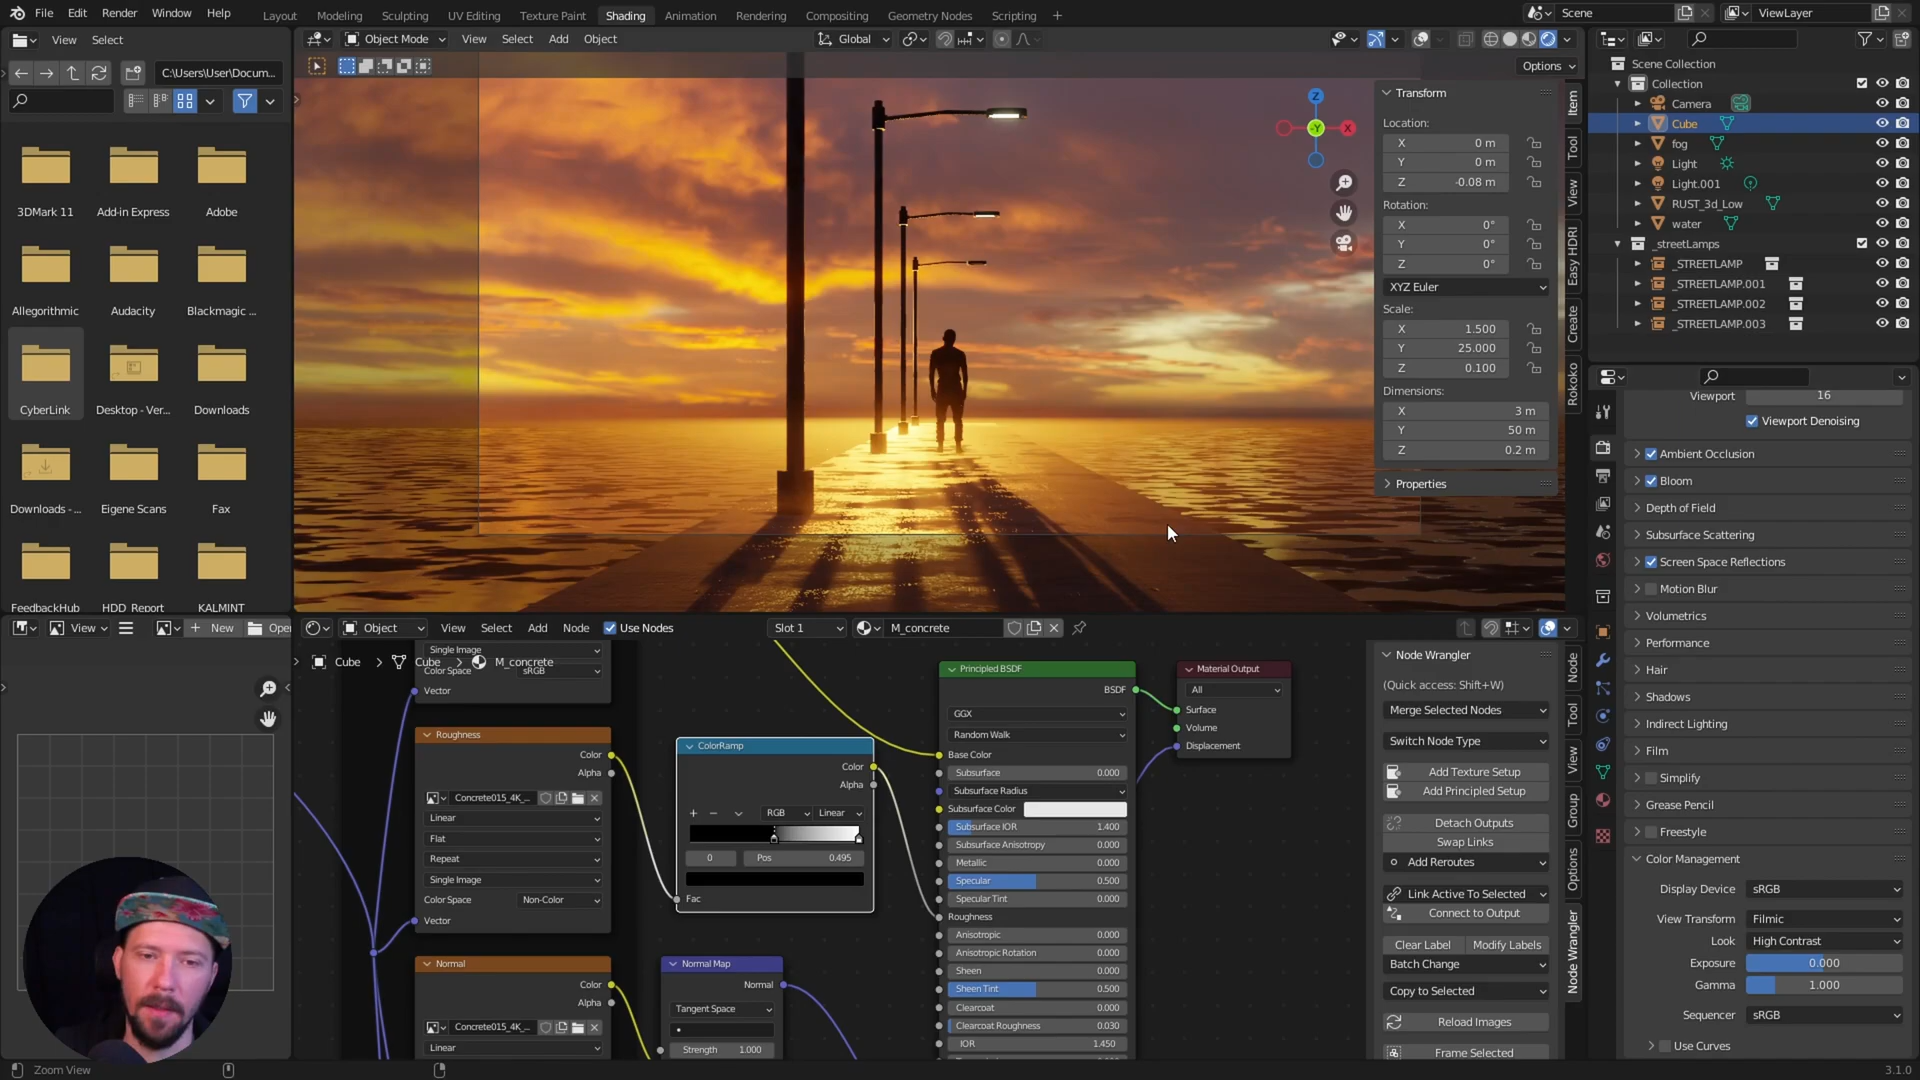 File Edit Render Window Help
Layout Modeling Sculpting UV Editing Texture Paint Shading Animation Rendering Compositing Geometry Nodes Scripting +
Scene
ViewLayer
View Select
Object Mode View Select Add Object
Global
Options
C:\Users\User\Docum...
3DMark 11 Add-in Express Adobe
Allegorithmic Audacity Blackmagic ...
CyberLink Desktop - Ver... Downloads
Downloads - ... Eigene Scans Fax
FeedbackHub HDD_Report KALMINT
Transform
Location:
X 0 m
Y 0 m
Z -0.08 m
Rotation:
X 0°
Y 0°
Z 0°
XYZ Euler
Scale:
X 1.500
Y 25.000
Z 0.100
Dimensions:
X 3 m
Y 50 m
Z 0.2 m
Properties
Z
-Y
X
Item
Tool
View
Easy HDRI
Create
Rokoko
Scene Collection
Collection
Camera
Cube
fog
Light
Light.001
RUST_3d_Low
water
_streetLamps
_STREETLAMP
_STREETLAMP.001
_STREETLAMP.002
_STREETLAMP.003
Viewport 16
Viewport Denoising
Ambient Occlusion
Bloom
Depth of Field
Subsurface Scattering
Screen Space Reflections
Motion Blur
Volumetrics
Performance
Hair
Shadows
Indirect Lighting
Film
Simplify
Grease Pencil
Freestyle
Color Management
Display Device sRGB
View Transform Filmic
Look High Contrast
Exposure 0.000
Gamma 1.000
Sequencer sRGB
Use Curves
View
New
Open
Object View Select Add Node Use Nodes
Slot 1
M_concrete
Cube > Cube > M_concrete
Single Image
Color Space sRGB
Vector
Roughness
Color
Alpha
Concrete015_4K_...
Linear
Flat
Repeat
Single Image
Color Space Non-Color
Vector
Normal
Color
Alpha
Concrete015_4K_...
Linear
ColorRamp
Color
Alpha
+ − RGB Linear
0 Pos 0.495
Fac
Normal Map
Normal
Tangent Space
Strength 1.000
Principled BSDF
BSDF
GGX
Random Walk
Base Color
Subsurface 0.000
Subsurface Radius
Subsurface Color
Subsurface IOR 1.400
Subsurface Anisotropy 0.000
Metallic 0.000
Specular 0.500
Specular Tint 0.000
Roughness
Anisotropic 0.000
Anisotropic Rotation 0.000
Sheen 0.000
Sheen Tint 0.500
Clearcoat 0.000
Clearcoat Roughness 0.030
IOR 1.450
Material Output
All
Surface
Volume
Displacement
Node Wrangler
(Quick access: Shift+W)
Merge Selected Nodes
Switch Node Type
Add Texture Setup
Add Principled Setup
Detach Outputs
Swap Links
Add Reroutes
Link Active To Selected
Connect to Output
Clear Label Modify Labels
Batch Change
Copy to Selected
Reload Images
Frame Selected
Node
Tool
View
Group
Options
Node Wrangler
Zoom View
3.1.0